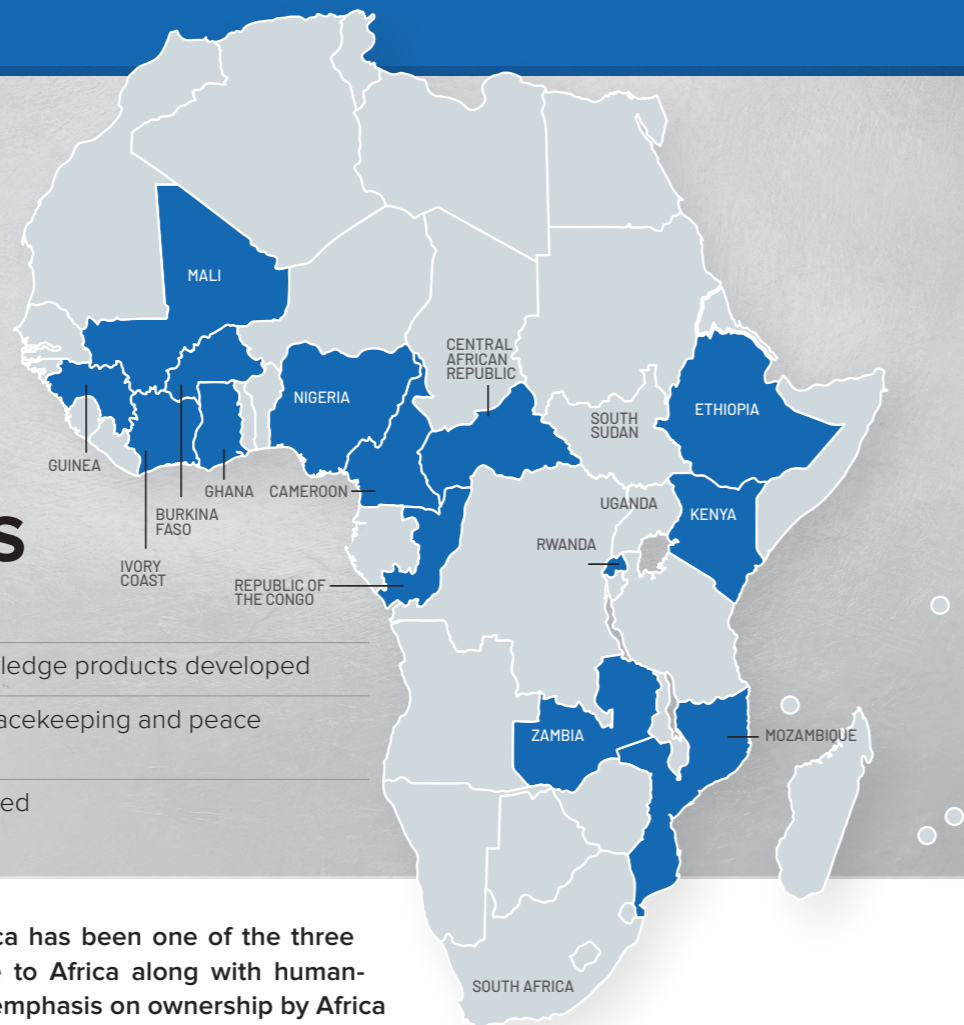 MALI
CENTRAL
AFRICAN
REPUBLIC
NIGERIA
ETHIOPIA
SOUTH
SUDAN
GUINEA
GHANA
CAMEROON
UGANDA
BURKINA
FASO
KENYA
S
RWANDA
IVORY
COAST
REPUBLIC OF
THE CONGO
ledge products developed
acekeeping and peace
ZAMBIA
MOZAMBIQUE
ed
ca has been one of the three
e to Africa along with human-
emphasis on ownership by Africa
SOUTH AFRICA